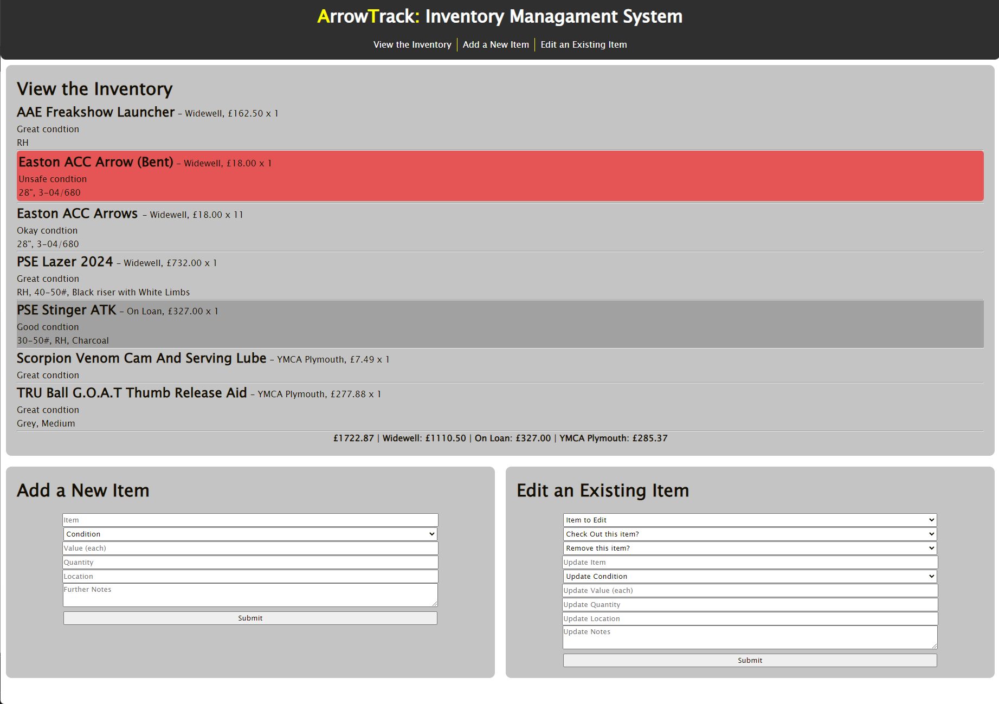 ArrowTrack: Inventory Managament System
View the Inventory
Add a New Item
Edit an Existing Item
View the Inventory
AAE Freakshow Launcher – Widewell, £162.50 x 1
Great condtion
RH
Easton ACC Arrow (Bent) – Widewell, £18.00 x 1
Unsafe condtion
28", 3-04/680
Easton ACC Arrows – Widewell, £18.00 x 11
Okay condtion
28", 3-04/680
PSE Lazer 2024 – Widewell, £732.00 x 1
Great condtion
RH, 40-50#, Black riser with White Limbs
PSE Stinger ATK – On Loan, £327.00 x 1
Good condtion
30-50#, RH, Charcoal
Scorpion Venom Cam And Serving Lube – YMCA Plymouth, £7.49 x 1
Great condtion
TRU Ball G.O.A.T Thumb Release Aid – YMCA Plymouth, £277.88 x 1
Great condtion
Grey, Medium
£1722.87 | Widewell: £1110.50 | On Loan: £327.00 | YMCA Plymouth: £285.37
Add a New Item
Item
Condition
Value (each)
Quantity
Location
Further Notes
Submit
Edit an Existing Item
Item to Edit
Check Out this item?
Remove this item?
Update Item
Update Condition
Update Value (each)
Update Quantity
Update Location
Update Notes
Submit